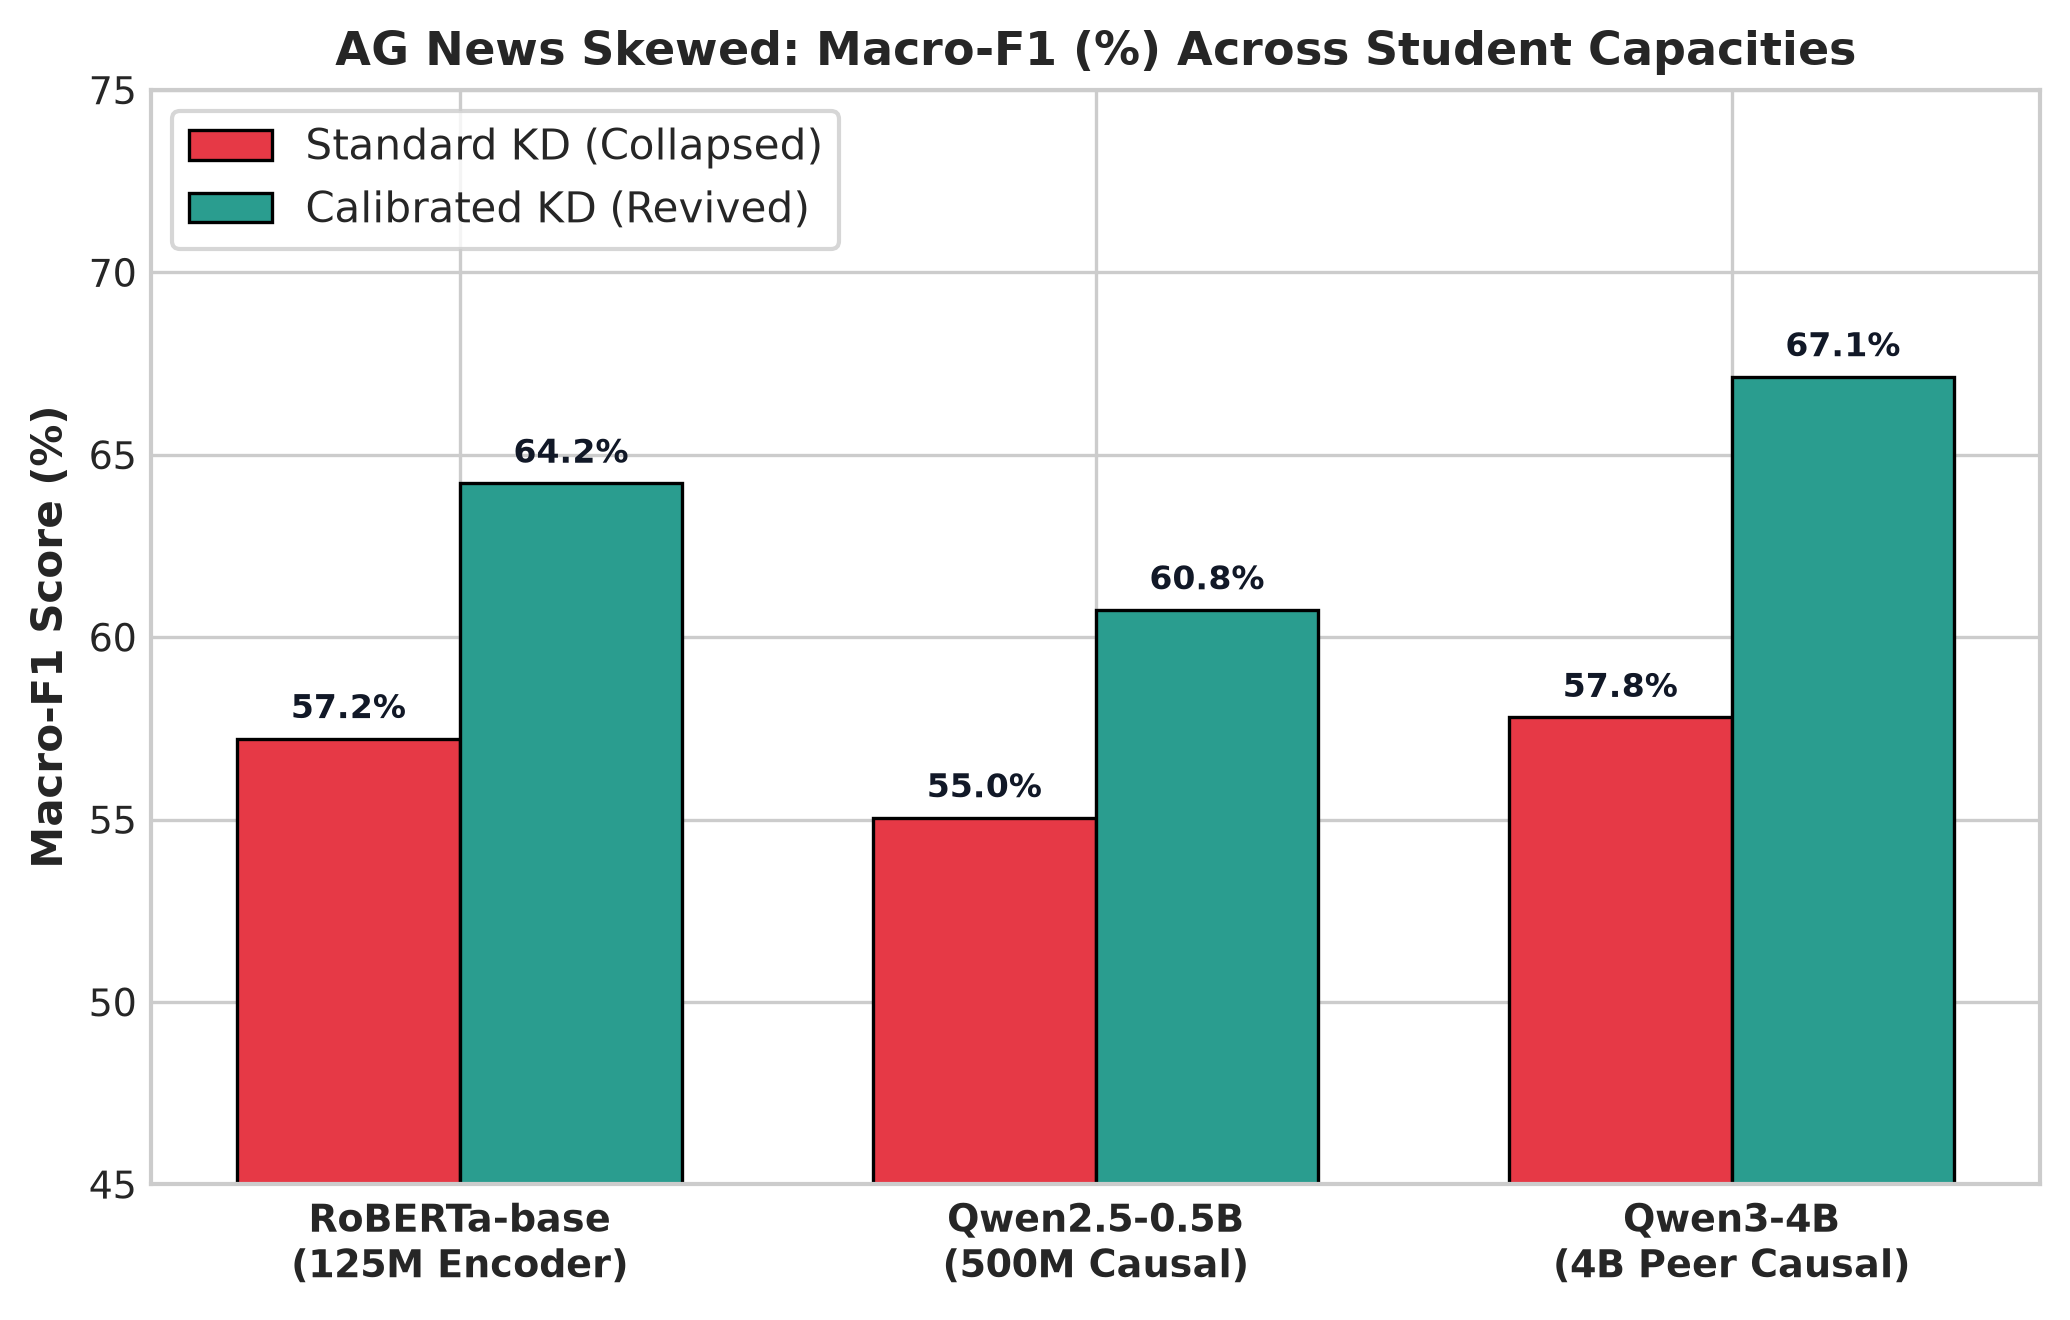 AG News Skewed: Macro-F1 (%) Across Student Capacities
Macro-F1 Score (%)
75
70
65
60
55
50
45
Standard KD (Collapsed)
Calibrated KD (Revived)
57.2%
64.2%
55.0%
60.8%
57.8%
67.1%
RoBERTa-base
(125M Encoder)
Qwen2.5-0.5B
(500M Causal)
Qwen3-4B
(4B Peer Causal)